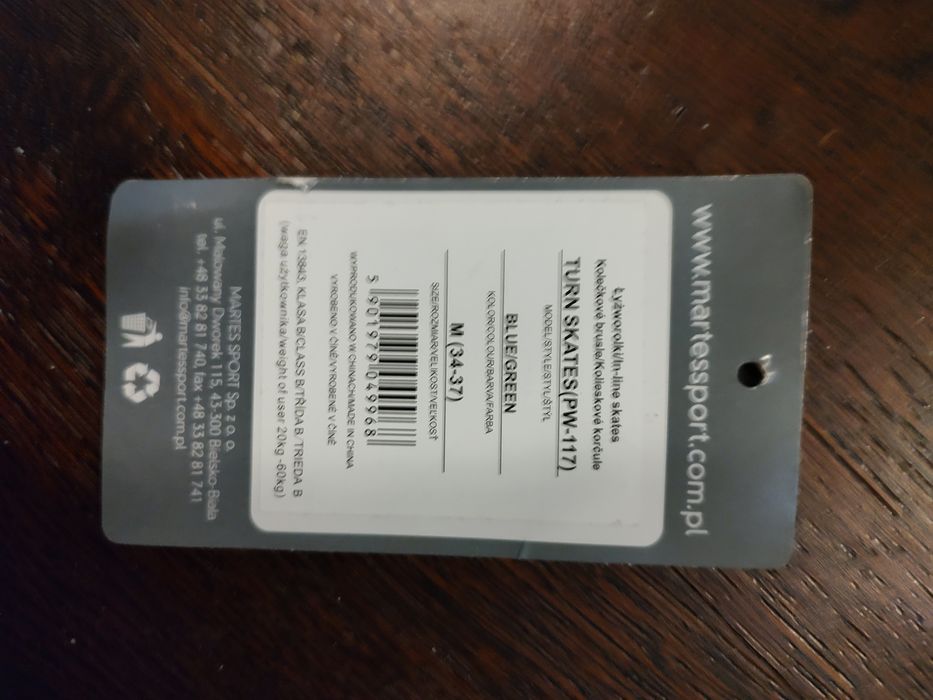 www.martessport.com.pl
Łyżworolki/In-line skates
Kolečkové brusle/Kolieskové korčule
TURN SKATES(PW-117)
MODEL/STYLE/STYL/ŠTÝL
BLUE/GREEN
KOLOR/COLOUR/BARVA/FARBA
M (34-37)
SIZE/ROZMIAR/VELIKOST/VEĽKOSŤ
5 901979 049968
WYPRODUKOWANO W CHINACH/MADE IN CHINA
VYROBENO V ČÍNĚ/VYROBENÉ V ČÍNE
EN 13843, KLASA B/CLASS B/TŘÍDA B/ TRIEDA B
(waga użytkownika/weight of user 20kg -60kg)
MARTES SPORT Sp. z o. o.
ul. Malowany Dworek 115, 43-300 Bielsko-Biała
tel. +48 33 82 81 740, fax +48 33 82 81 741
info@martessport.com.pl